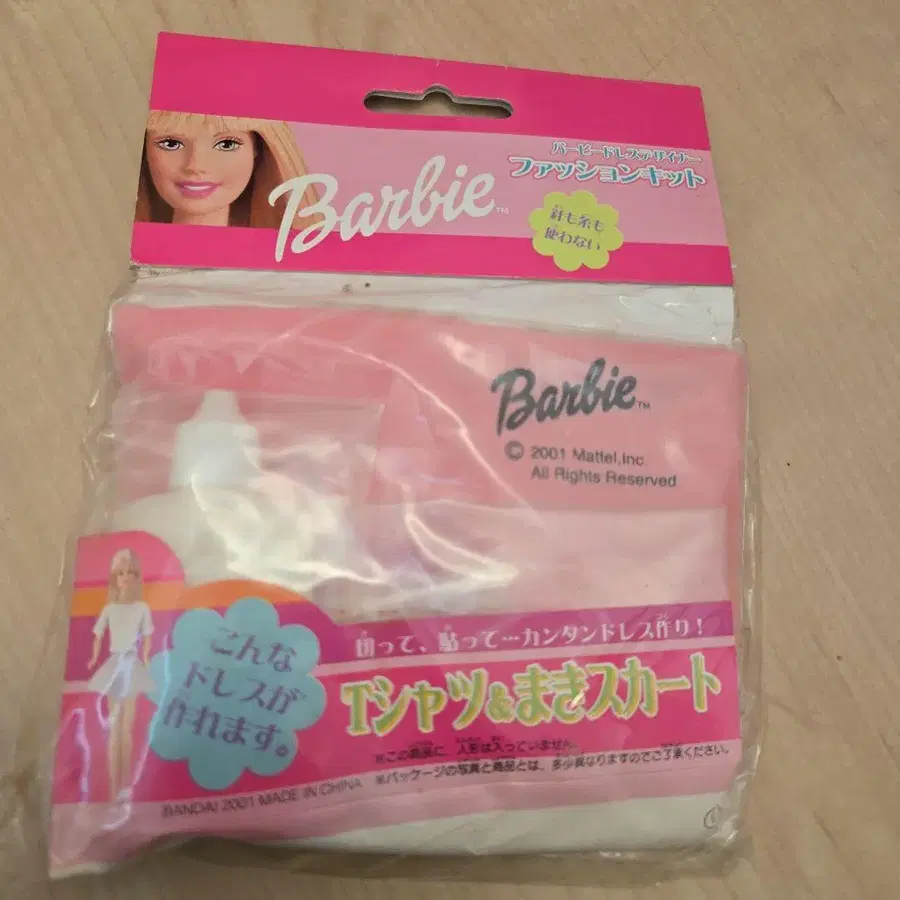 Barbie™
バービードレスデザイナー
ファッションキット
針も糸も
使わない
Barbie™
© 2001 Mattel,Inc.
All Rights Reserved
こんな
ドレスが
作れます。
切って、貼って…カンタンドレス作り!
Tシャツ&まきスカート
※この商品に、人形は入っていません。
※パッケージの写真と商品とは、多少異なりますのでご了承ください。
BANDAI 2001 MADE IN CHINA